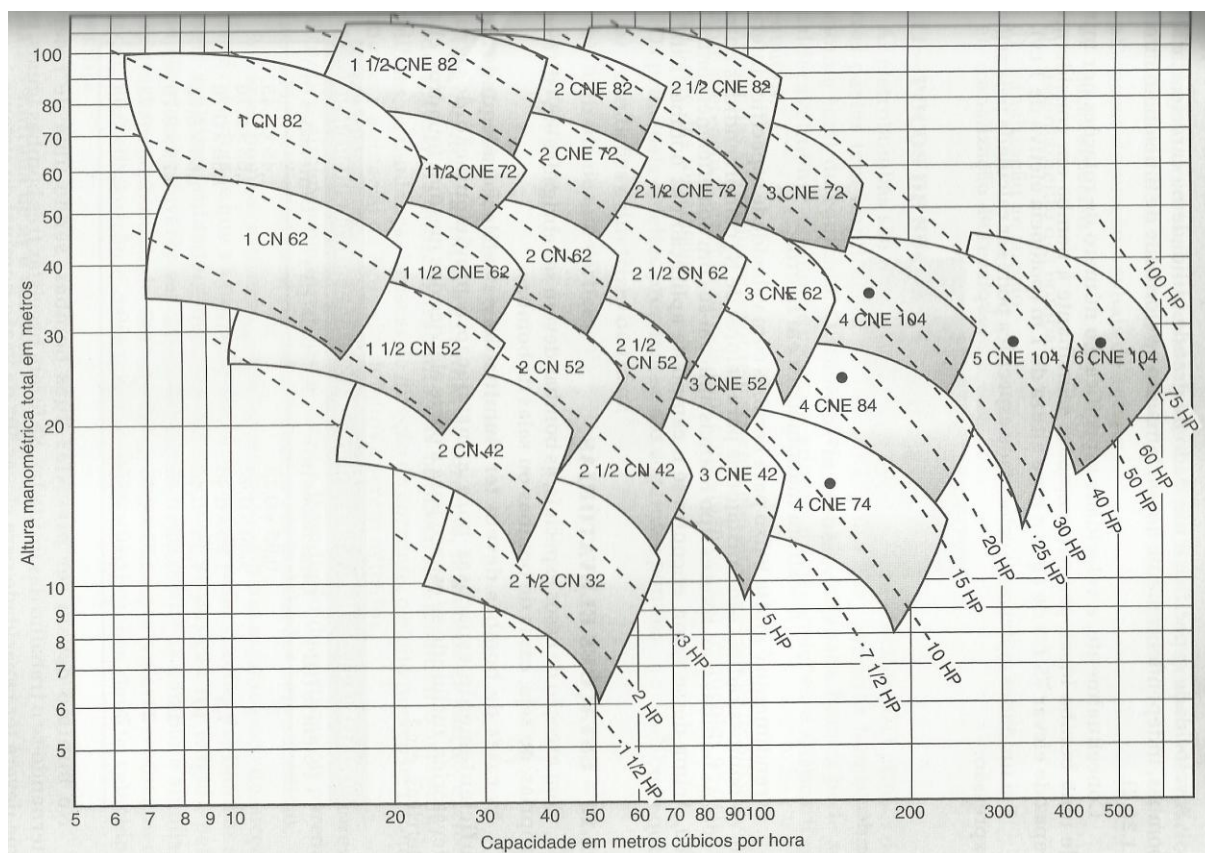 Altura manométrica total em metros
100
80
70
60
50
40
30
20
10
9
8
7
6
5
1 1/2 CNE 82
2 CNE 82
2 1/2 CNE 82
1 CN 82
11/2 CNE 72
2 CNE 72
2 1/2 CNE 72
3 CNE 72
1 CN 62
1 1/2 CNE 62
2 CN 62
2 1/2 CN 62
3 CNE 62
4 CNE 104
5 CNE 104
6 CNE 104
1 1/2 CN 52
2 CN 52
2 1/2
CN 52
3 CNE 52
4 CNE 84
2 CN 42
2 1/2 CN 42
3 CNE 42
4 CNE 74
2 1/2 CN 32
100 HP
75 HP
60 HP
50 HP
40 HP
30 HP
25 HP
20 HP
15 HP
10 HP
7 1/2 HP
5 HP
3 HP
2 HP
1 1/2 HP
5 6 7 8 9 10 20 30 40 50 60 70 80 90 100 200 300 400 500
Capacidade em metros cúbicos por hora